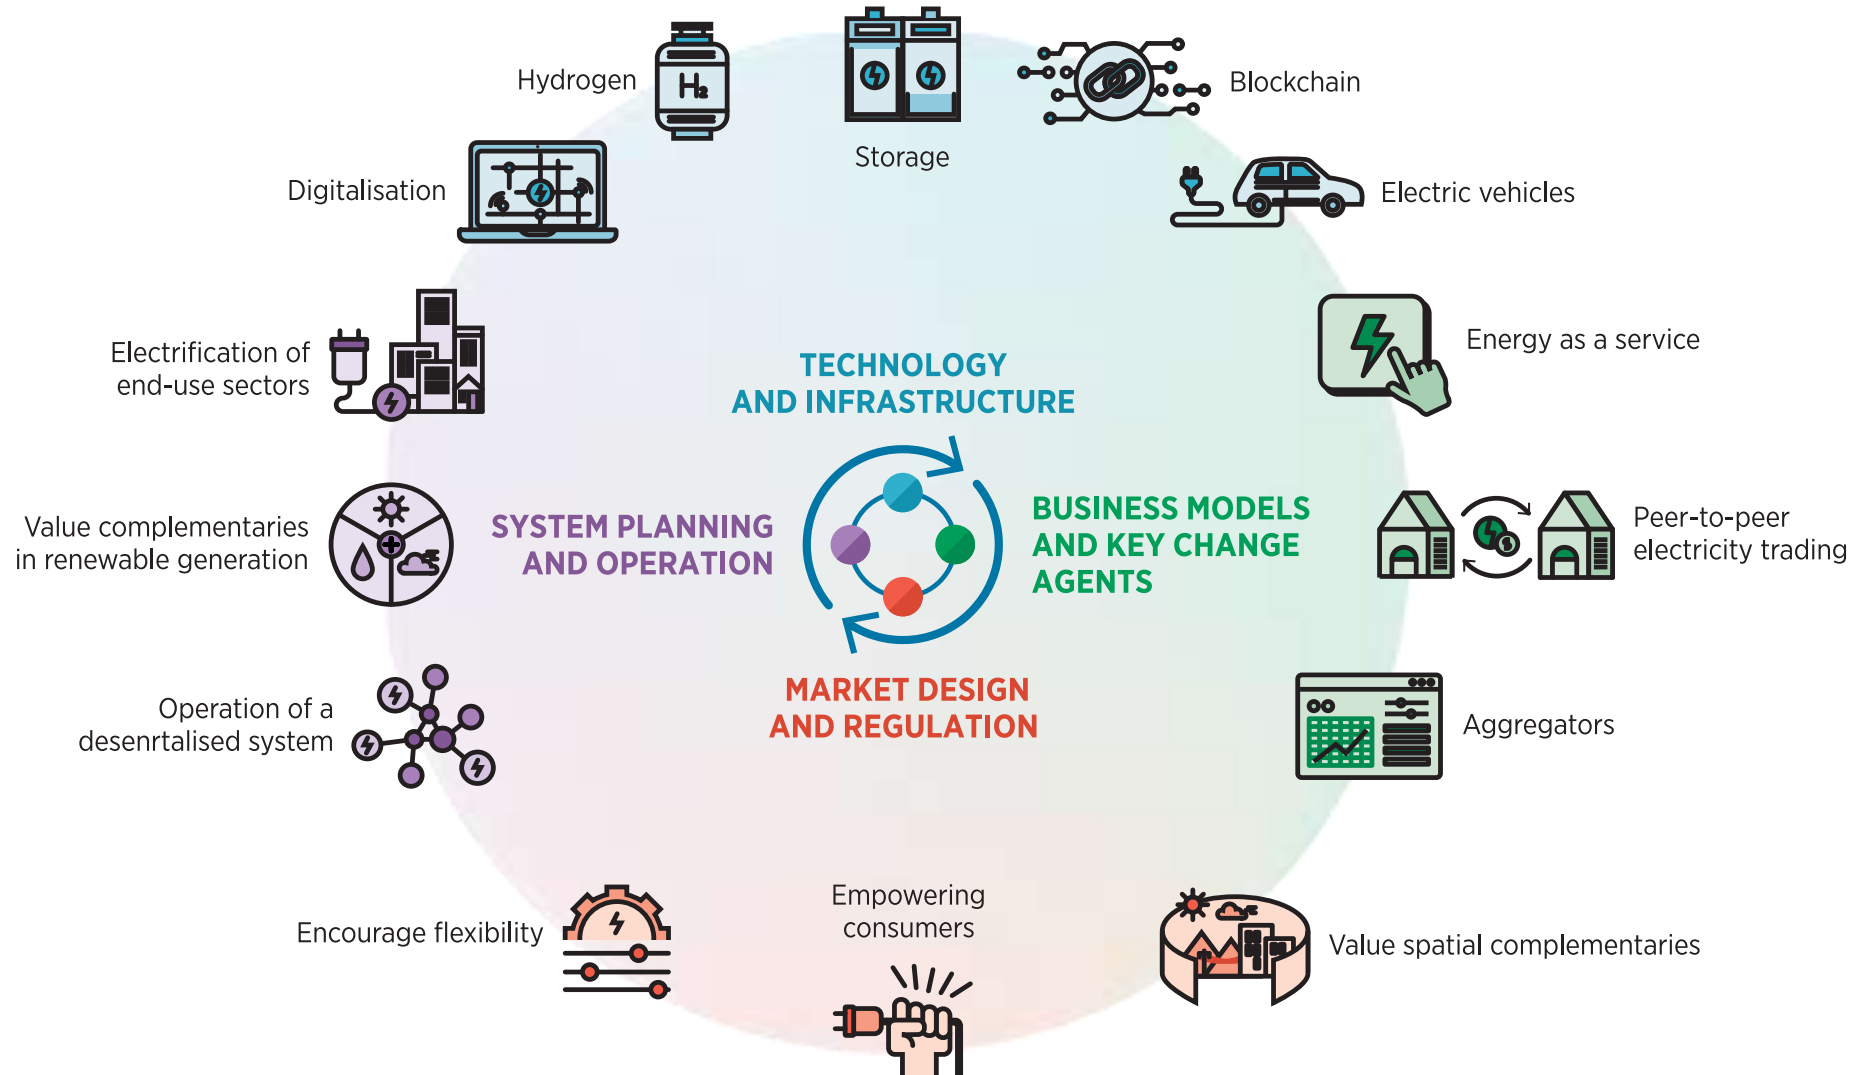 Hydrogen
H₂
Storage
Blockchain
Digitalisation
Electric vehicles
Electrification of
end-use sectors
Energy as a service
TECHNOLOGY
AND INFRASTRUCTURE
Value complementaries
in renewable generation
SYSTEM PLANNING
AND OPERATION
BUSINESS MODELS
AND KEY CHANGE
AGENTS
Peer-to-peer
electricity trading
MARKET DESIGN
AND REGULATION
Operation of a
desenrtalised system
Aggregators
Encourage flexibility
Empowering
consumers
Value spatial complementaries